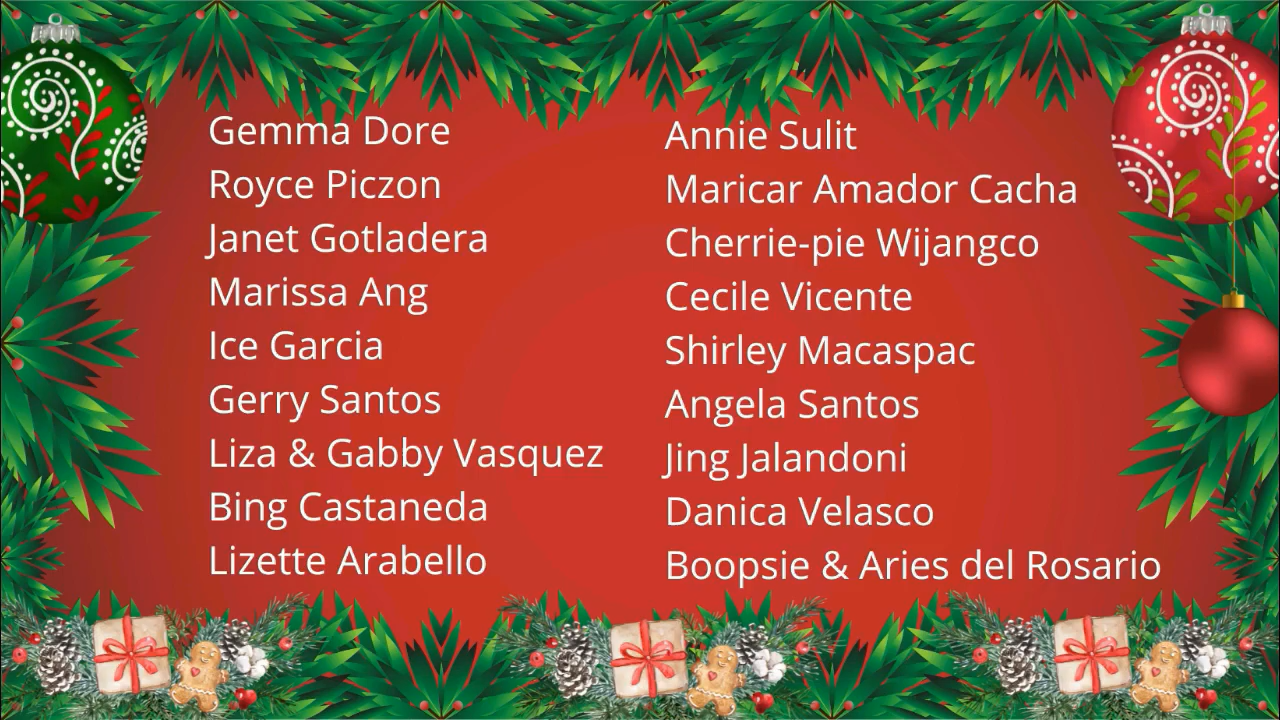 Gemma Dore
Royce Piczon
Janet Gotladera
Marissa Ang
Ice Garcia
Gerry Santos
Liza & Gabby Vasquez
Bing Castaneda
Lizette Arabello
Annie Sulit
Maricar Amador Cacha
Cherrie-pie Wijangco
Cecile Vicente
Shirley Macaspac
Angela Santos
Jing Jalandoni
Danica Velasco
Boopsie & Aries del Rosario